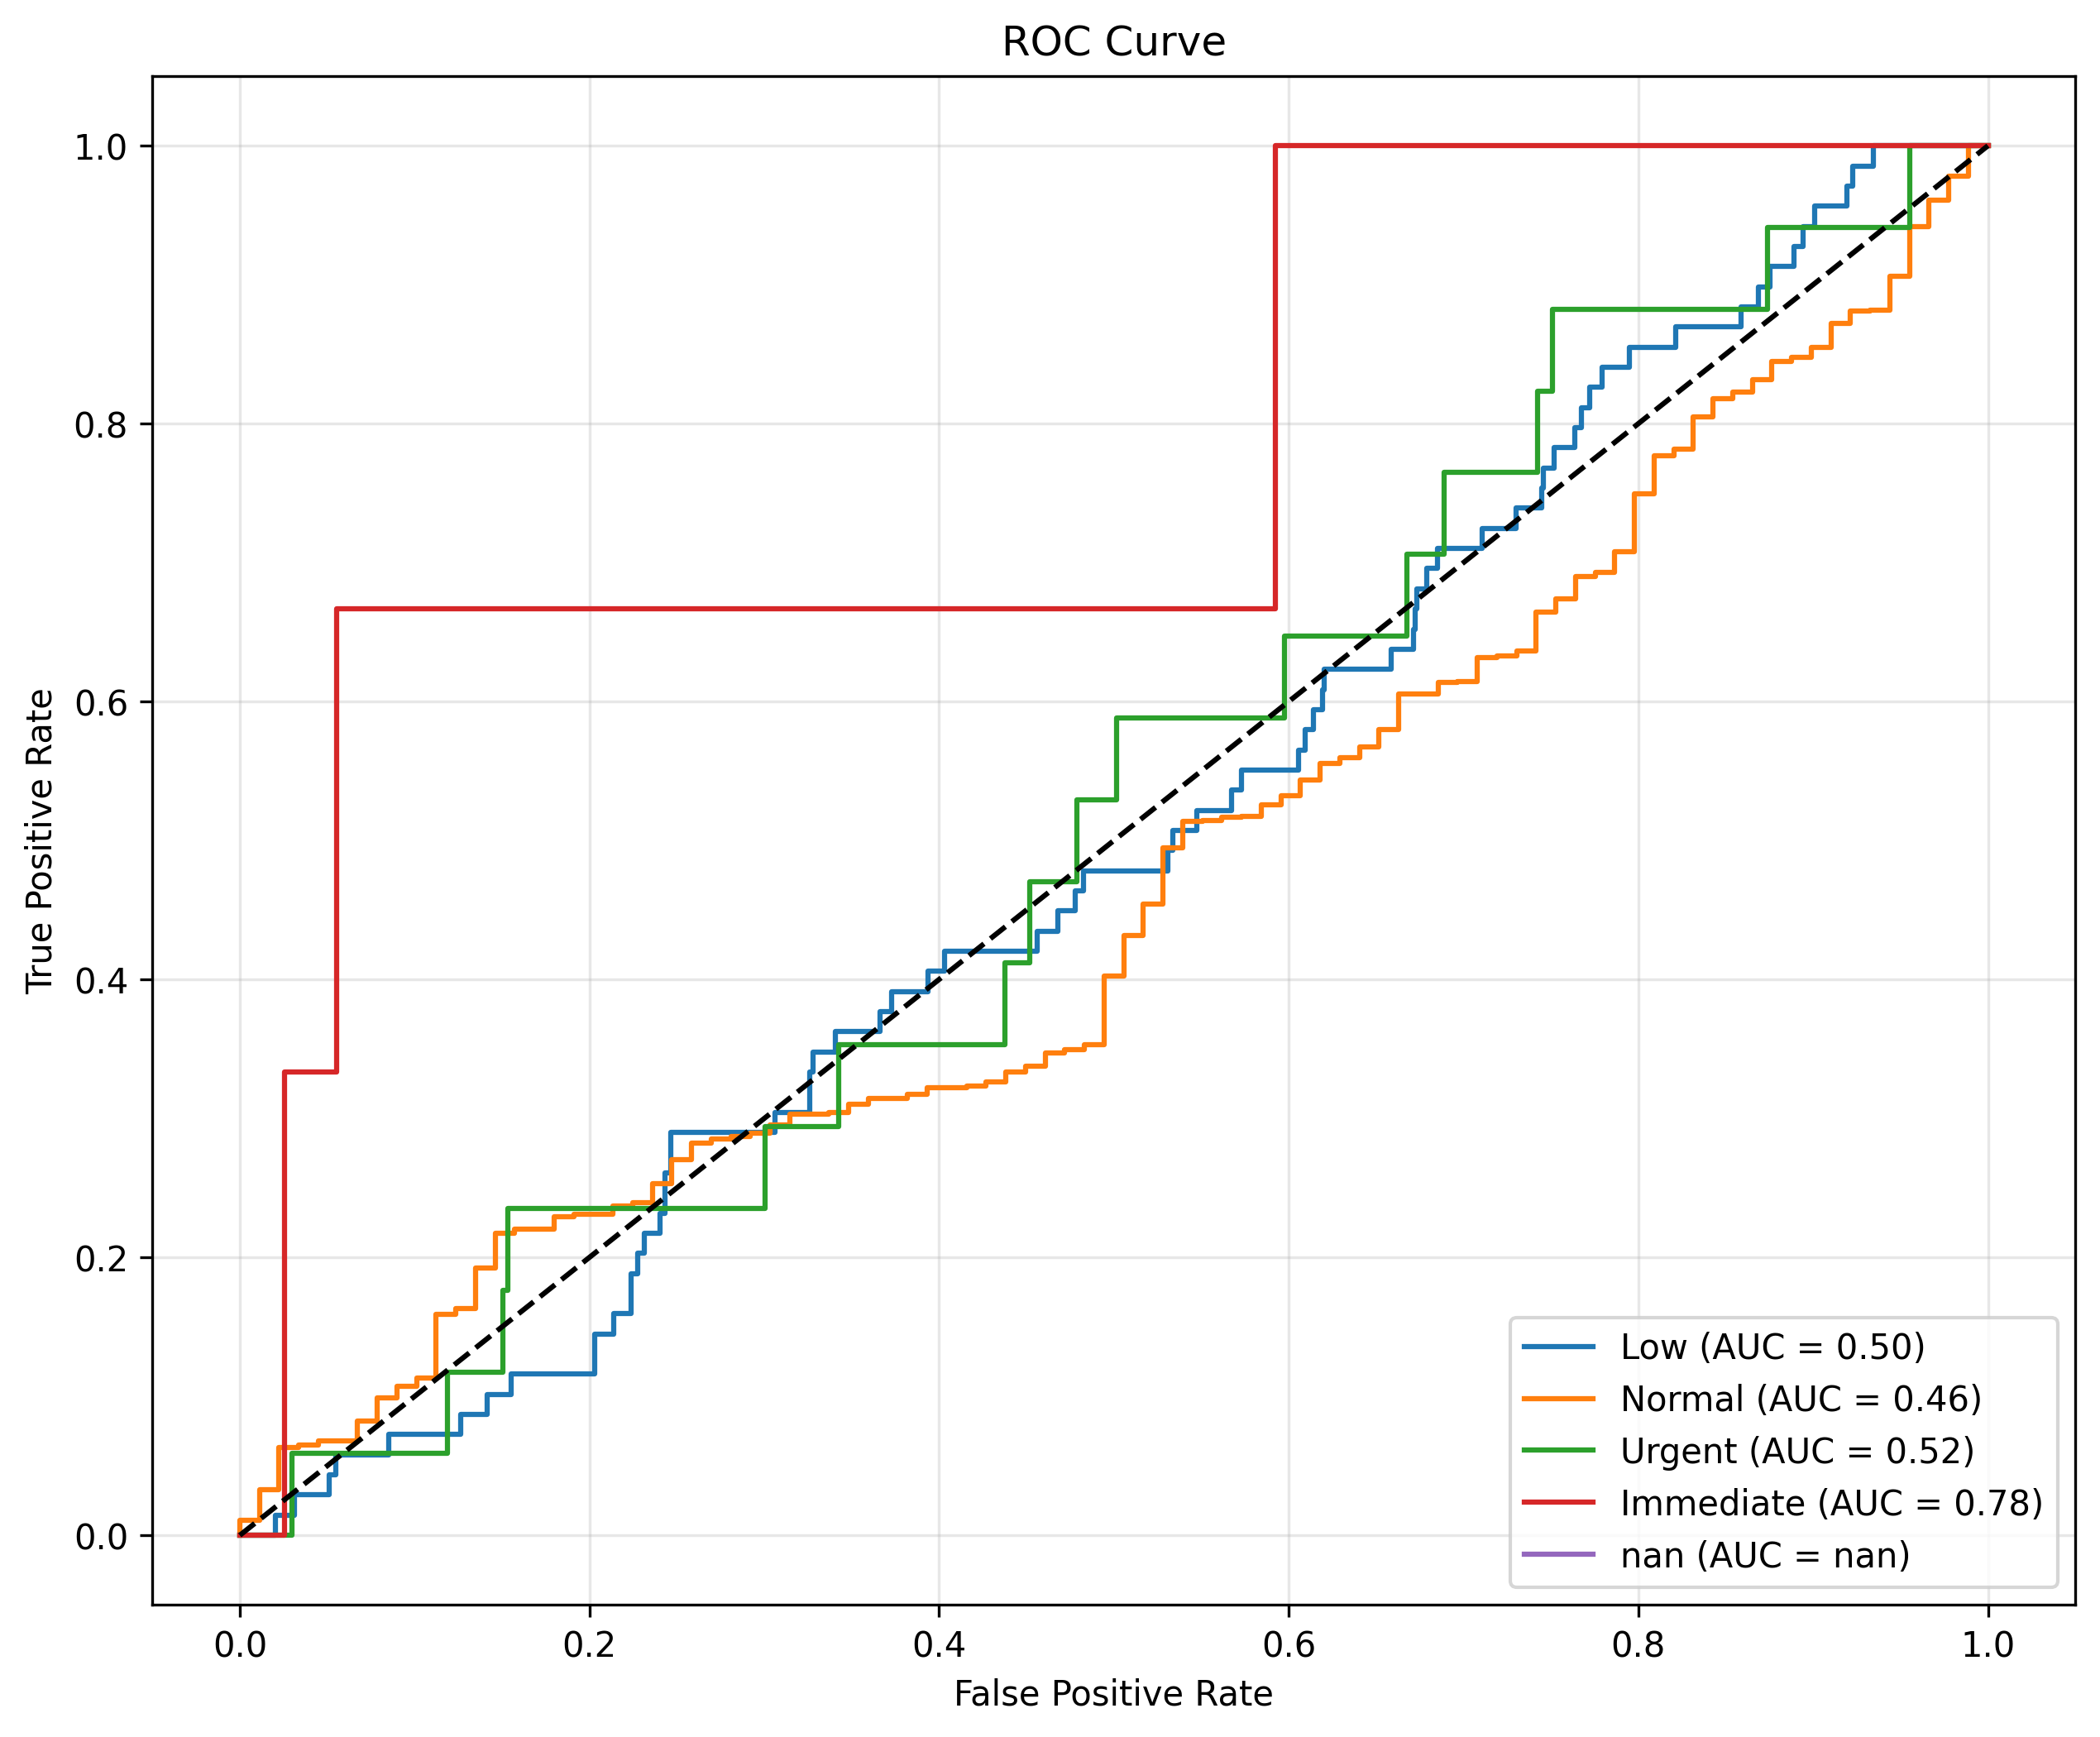 ROC Curve
True Positive Rate
1.0
0.8
0.6
0.4
0.2
0.0
Low (AUC = 0.50)
Normal (AUC = 0.46)
Urgent (AUC = 0.52)
Immediate (AUC = 0.78)
nan (AUC = nan)
0.0 0.2 0.4 0.6 0.8 1.0
False Positive Rate